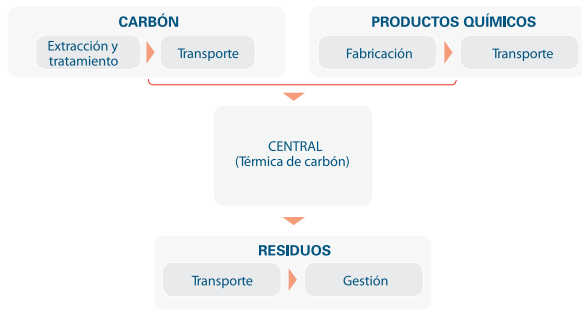 CARBÓN
Extracción y
tratamiento
Transporte
PRODUCTOS QUÍMICOS
Fabricación
Transporte
CENTRAL
(Térmica de carbón)
RESIDUOS
Transporte
Gestión